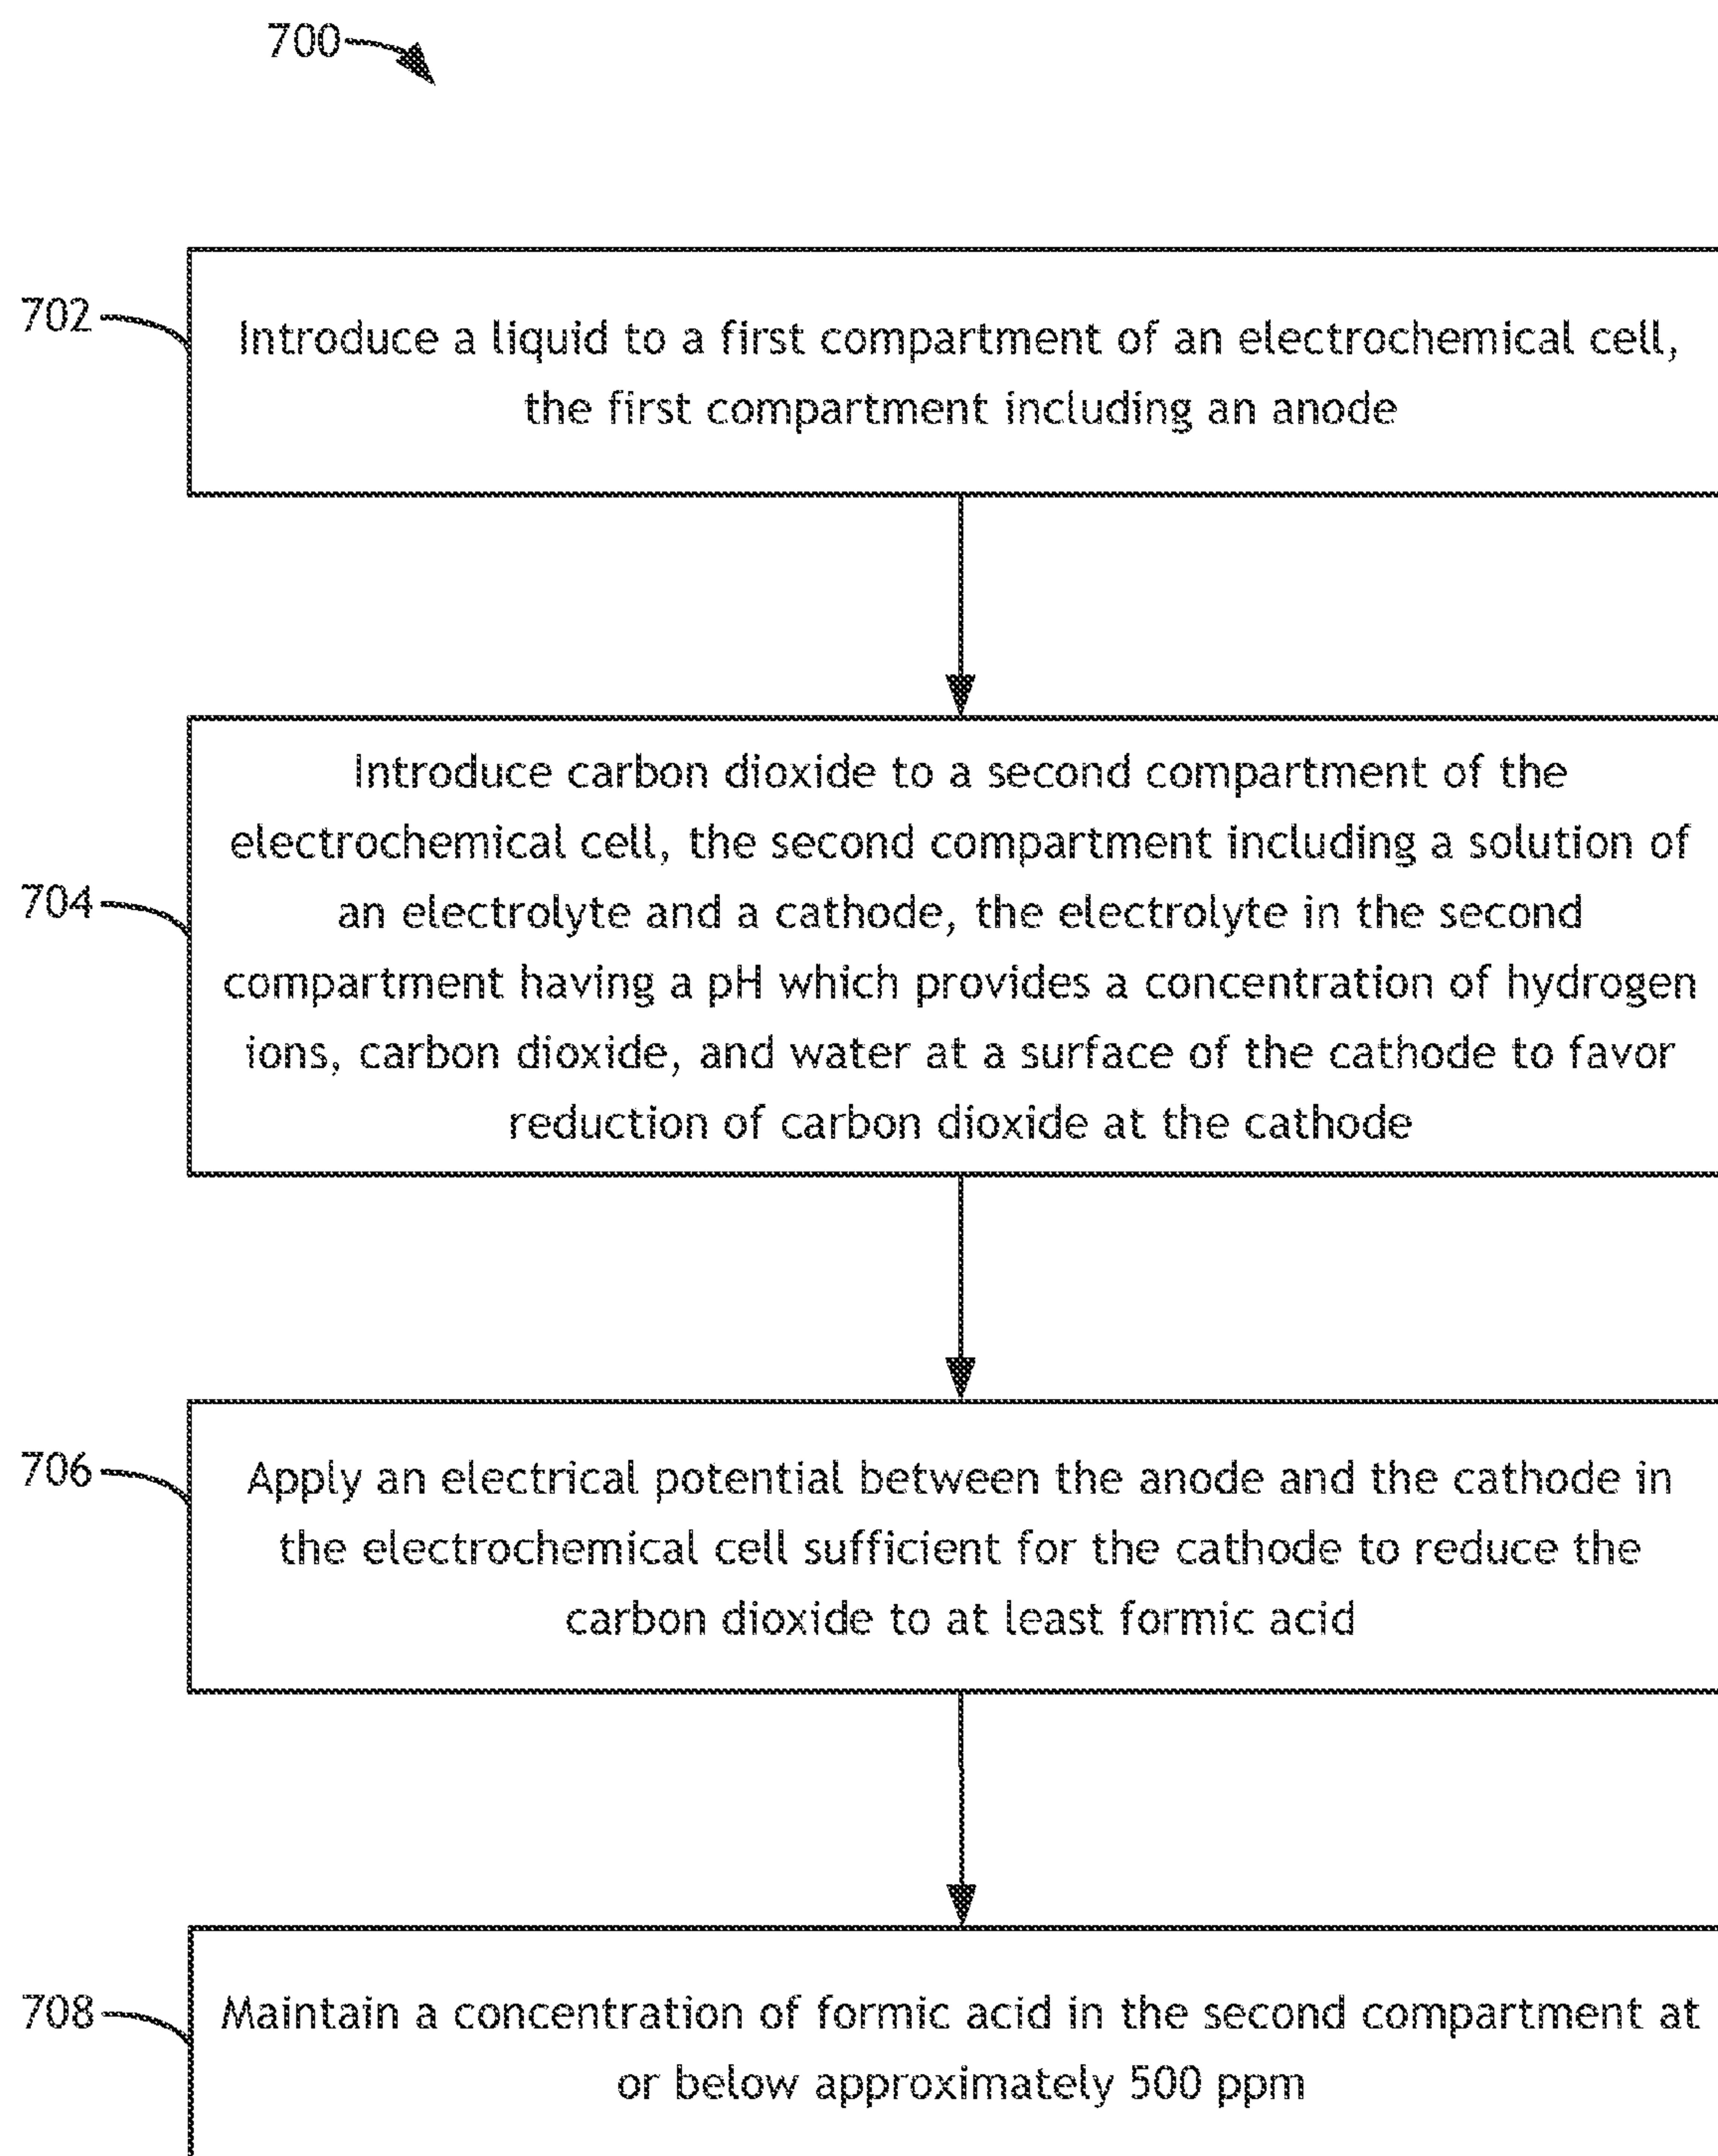 700
702
Introduce a liquid to a first compartment of an electrochemical cell,
the first compartment including an anode
704
Introduce carbon dioxide to a second compartment of the
electrochemical cell, the second compartment including a solution of
an electrolyte and a cathode, the electrolyte in the second
compartment having a pH which provides a concentration of hydrogen
ions, carbon dioxide, and water at a surface of the cathode to favor
reduction of carbon dioxide at the cathode
706
Apply an electrical potential between the anode and the cathode in
the electrochemical cell sufficient for the cathode to reduce the
carbon dioxide to at least formic acid
708
Maintain a concentration of formic acid in the second compartment at
or below approximately 500 ppm